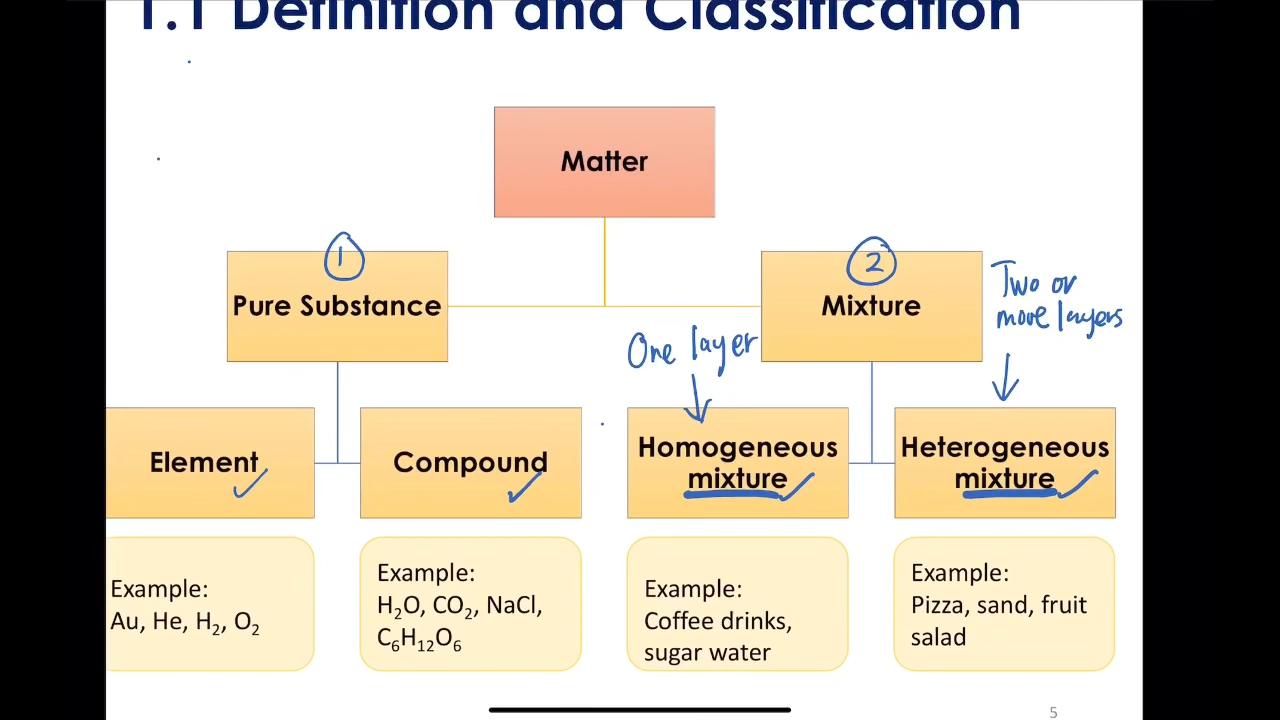 1.1 Definition and Classification
Matter
1
2
Pure Substance
Mixture
Two or
more layers
One layer
Element
Compound
Homogeneous
mixture
Heterogeneous
mixture
Example:
Au, He, H₂, O₂
Example:
H₂O, CO₂, NaCl,
C₆H₁₂O₆
Example:
Coffee drinks,
sugar water
Example:
Pizza, sand, fruit
salad
5